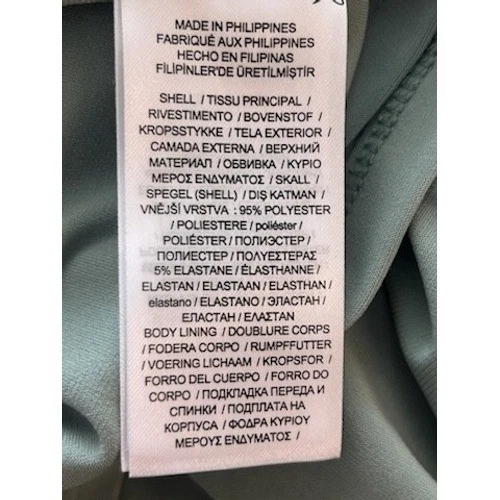 MADE IN PHILIPPINES
FABRIQUÉ AUX PHILIPPINES
HECHO EN FILIPINAS
FİLİPİNLER'DE ÜRETİLMİŞTİR
SHELL / TISSU PRINCIPAL /
RIVESTIMENTO / BOVENSTOF /
KROPSSTYKKE / TELA EXTERIOR /
CAMADA EXTERNA / ВЕРХНИЙ
МАТЕРИАЛ / ОБВИВКА / ΚΥΡΙΟ
ΜΕΡΟΣ ΕΝΔΥΜΑΤΟΣ / SKALL /
SPEGEL (SHELL) / DIŞ KATMAN /
VNĚJŠÍ VRSTVA : 95% POLYESTER
/ POLIESTERE / poliéster /
POLIÉSTER / ПОЛИЭСТЕР /
ПОЛИЕСТЕР / ΠΟΛΥΕΣΤΕΡΑΣ
5% ELASTANE / ÉLASTHANNE /
ELASTAN / ELASTAAN / ELASTHAN /
elastano / ELASTANO / ЭЛАСТАН /
ЕЛАСТАН / ΕΛΑΣΤΑΝ
BODY LINING / DOUBLURE CORPS
/ FODERA CORPO / RUMPFFUTTER
/ VOERING LICHAAM / KROPSFOR /
FORRO DEL CUERPO / FORRO DO
CORPO / ПОДКЛАДКА ПЕРЕДА И
СПИНКИ / ПОДПЛАТА НА
КОРПУСА / ΦΟΔΡΑ ΚΥΡΙΟΥ
ΜΕΡΟΥΣ ΕΝΔΥΜΑΤΟΣ /